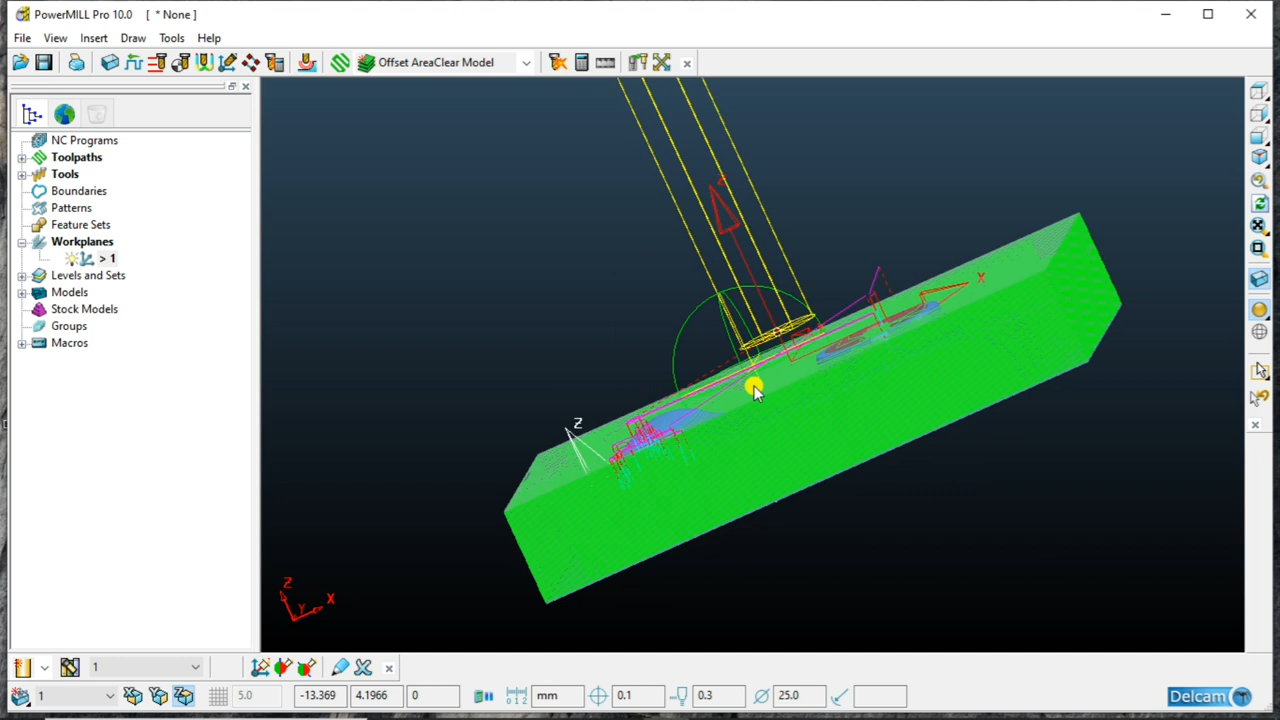 PowerMILL Pro 10.0 [ * None ]
File View Insert Draw Tools Help
Offset AreaClear Model
NC Programs
Toolpaths
Tools
Boundaries
Patterns
Feature Sets
Workplanes
> 1
Levels and Sets
Models
Stock Models
Groups
Macros
Z
X
Z
Z
Y
X
1
1 5.0 -13.369 4.1966 0 mm 0.1 0.3 25.0 Delcam